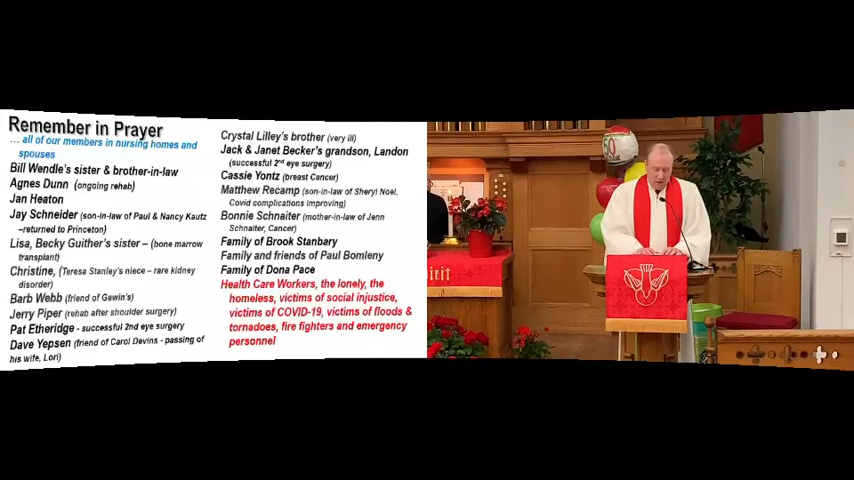 Remember in Prayer
... all of our members in nursing homes and
spouses
Bill Wendle's sister & brother-in-law
Agnes Dunn (ongoing rehab)
Jan Heaton
Jay Schneider (son-in-law of Paul & Nancy Kautz
–returned to Princeton)
Lisa, Becky Guither's sister – (bone marrow
transplant)
Christine, (Teresa Stanley's niece – rare kidney
disorder)
Barb Webb (friend of Gewin's)
Jerry Piper (rehab after shoulder surgery)
Pat Etheridge - successful 2nd eye surgery
Dave Yepsen (friend of Carol Devins - passing of
his wife, Lori)
Crystal Lilley's brother (very ill)
Jack & Janet Becker's grandson, Landon
(successful 2nd eye surgery)
Cassie Yontz (breast Cancer)
Matthew Recamp (son-in-law of Sheryl Noel.
Covid complications improving)
Bonnie Schnaiter (mother-in-law of Jenn
Schnaiter, Cancer)
Family of Brook Stanbary
Family and friends of Paul Bomleny
Family of Dona Pace
Health Care Workers, the lonely, the
homeless, victims of social injustice,
victims of COVID-19, victims of floods &
tornadoes, fire fighters and emergency
personnel
60
irit